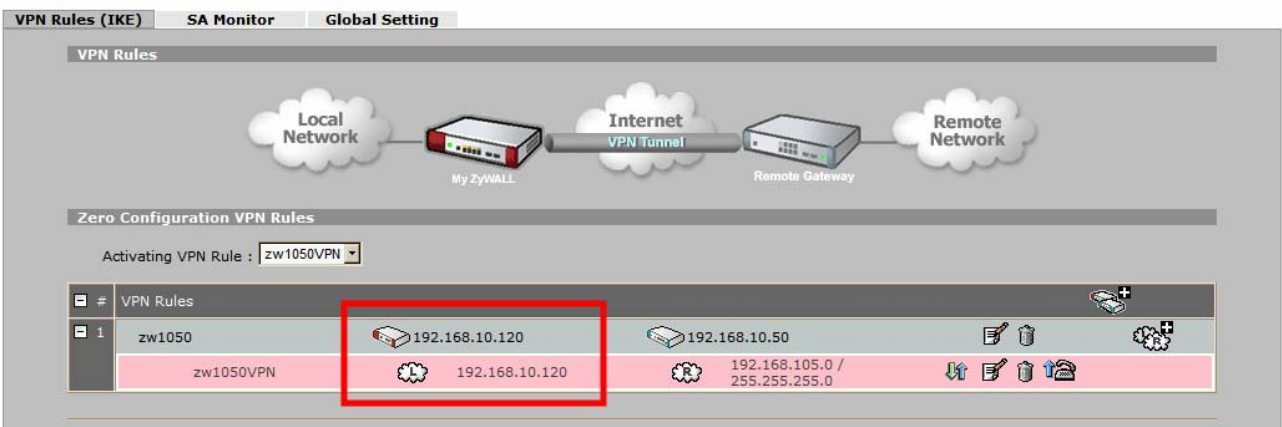 VPN Rules (IKE) SA Monitor Global Setting
VPN Rules
Local
Network
Internet
VPN Tunnel
Remote
Network
My ZyWALL
Remote Gateway
Zero Configuration VPN Rules
Activating VPN Rule : zw1050VPN
# VPN Rules
1 zw1050 192.168.10.120 192.168.10.50
zw1050VPN L 192.168.10.120 R 192.168.105.0 /
255.255.255.0
R